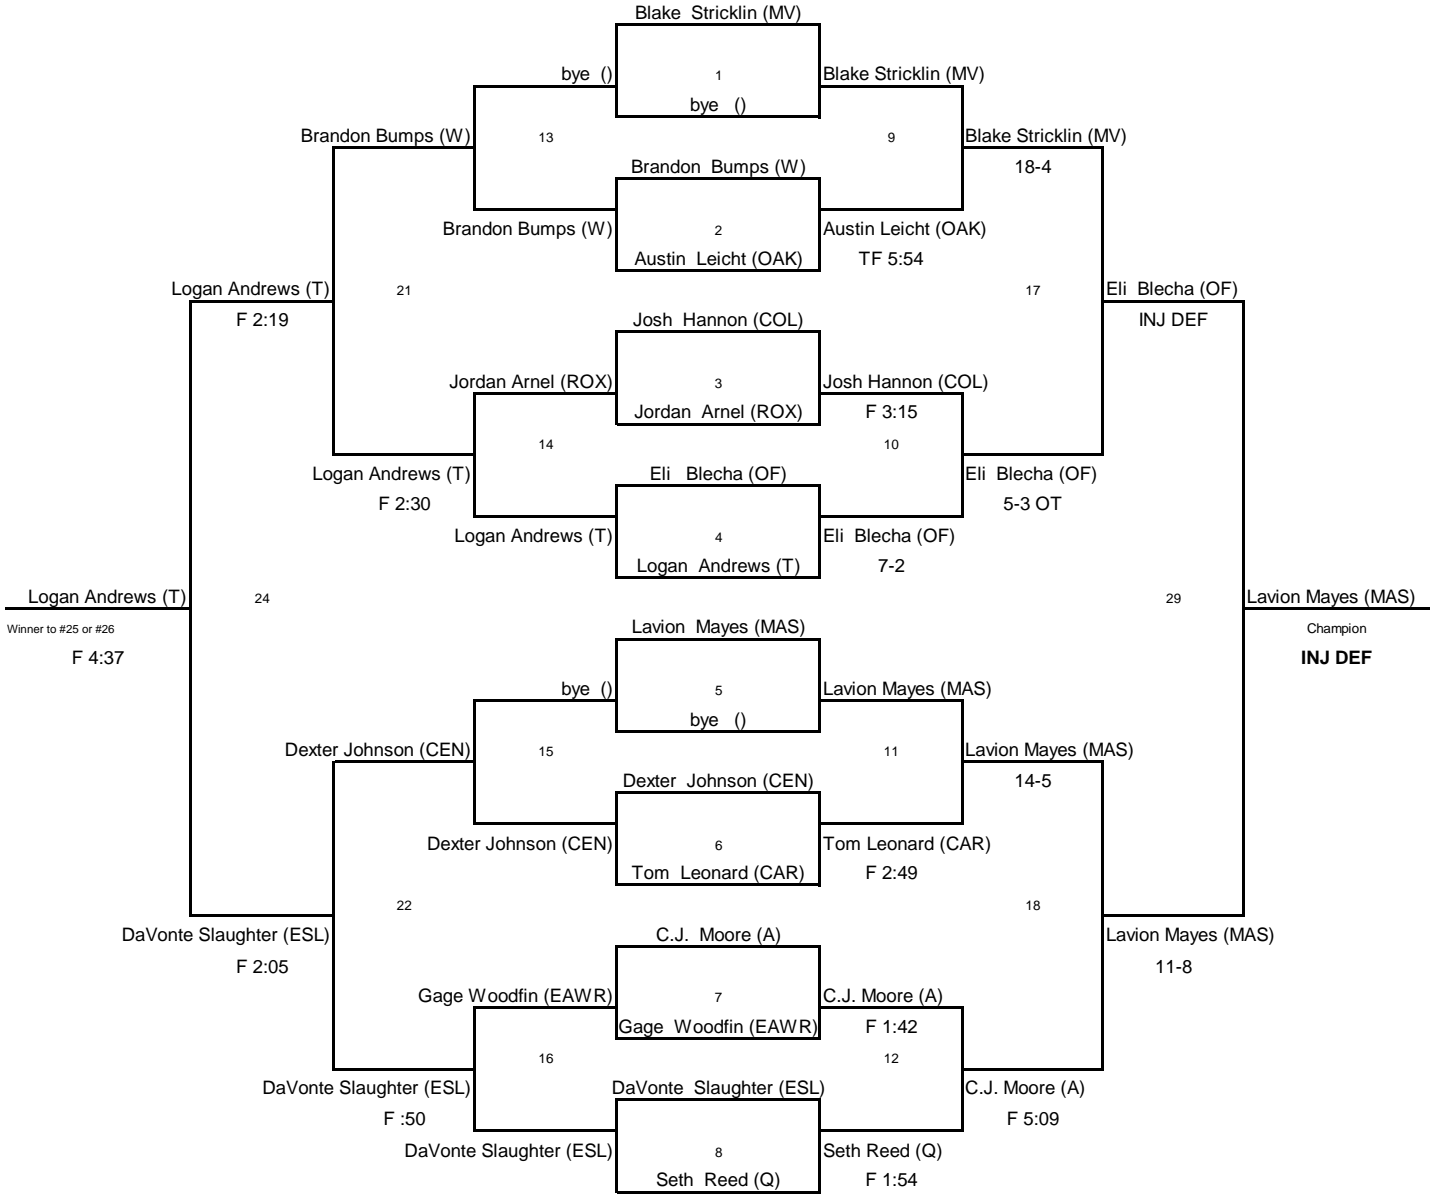 Blake Stricklin (MV)
bye () 1 Blake Stricklin (MV)
bye ()
Brandon Bumps (W) 13 9 Blake Stricklin (MV)
Brandon Bumps (W) 18-4
Brandon Bumps (W) 2 Austin Leicht (OAK)
Austin Leicht (OAK) TF 5:54
Logan Andrews (T) 21 17 Eli Blecha (OF)
F 2:19 Josh Hannon (COL) INJ DEF
Jordan Arnel (ROX) 3 Josh Hannon (COL)
Jordan Arnel (ROX) F 3:15
14 10
Logan Andrews (T) Eli Blecha (OF) Eli Blecha (OF)
F 2:30 5-3 OT
Logan Andrews (T) 4 Eli Blecha (OF)
Logan Andrews (T) 7-2
Logan Andrews (T) 24 29 Lavion Mayes (MAS)
Winner to #25 or #26 Lavion Mayes (MAS) Champion
F 4:37 INJ DEF
bye () 5 Lavion Mayes (MAS)
bye ()
Dexter Johnson (CEN) 15 11 Lavion Mayes (MAS)
Dexter Johnson (CEN) 14-5
Dexter Johnson (CEN) 6 Tom Leonard (CAR)
Tom Leonard (CAR) F 2:49
22 18
DaVonte Slaughter (ESL) C.J. Moore (A) Lavion Mayes (MAS)
F 2:05 11-8
Gage Woodfin (EAWR) 7 C.J. Moore (A)
Gage Woodfin (EAWR) F 1:42
16 12
DaVonte Slaughter (ESL) DaVonte Slaughter (ESL) C.J. Moore (A)
F :50 F 5:09
DaVonte Slaughter (ESL) 8 Seth Reed (Q)
Seth Reed (Q) F 1:54